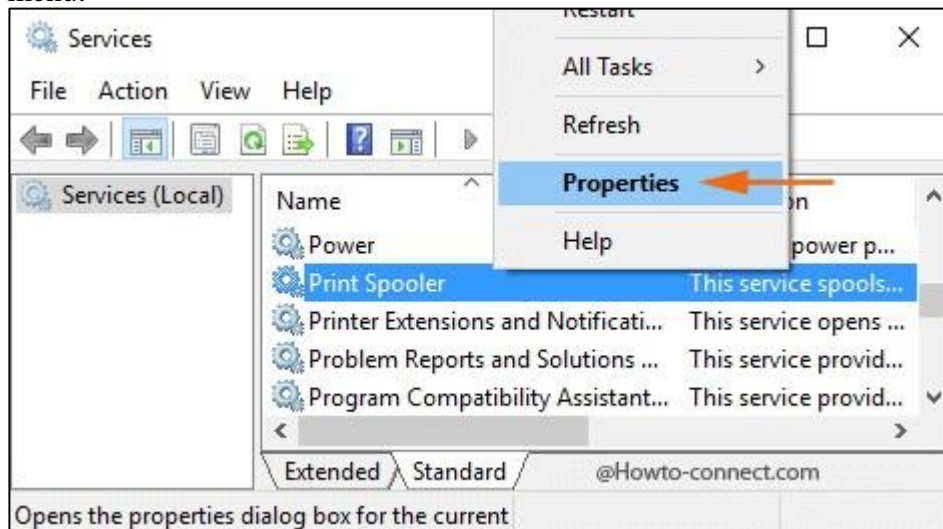 menu.
Restart
Services
All Tasks
File Action View Help
Refresh
Properties
Services (Local)
Name
on
Help
Power
power p...
Print Spooler This service spools...
Printer Extensions and Notificati... This service opens ...
Problem Reports and Solutions ... This service provid...
Program Compatibility Assistant... This service provid...
Extended Standard @Howto-connect.com
Opens the properties dialog box for the current